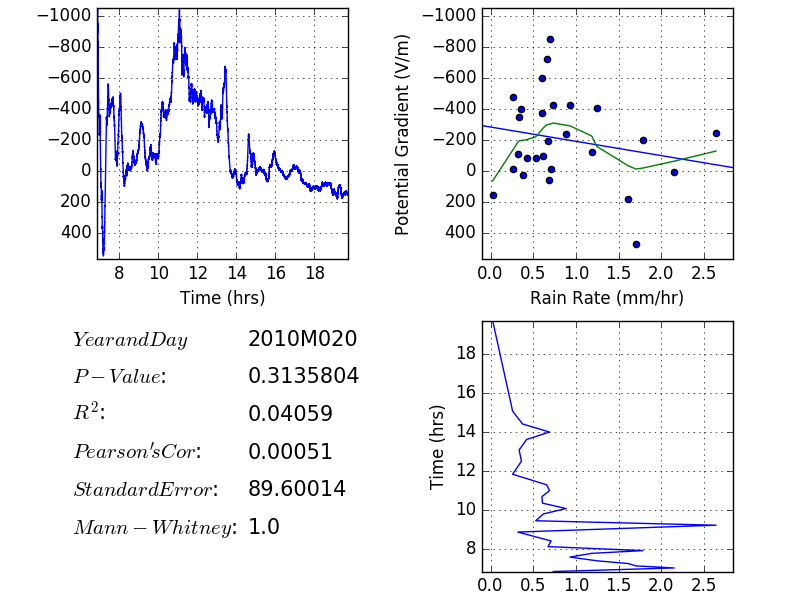 −1000
−800
−600
−400
−200
0
200
400
8 10 12 14 16 18
Time (hrs)
Potential Gradient (V/m)
−1000
−800
−600
−400
−200
0
200
400
0.0 0.5 1.0 1.5 2.0 2.5
Rain Rate (mm/hr)
YearandDay 2010M020
P−Value: 0.3135804
R²: 0.04059
Pearson'sCor: 0.00051
StandardError: 89.60014
Mann−Whitney: 1.0
Time (hrs)
18
16
14
12
10
8
0.0 0.5 1.0 1.5 2.0 2.5